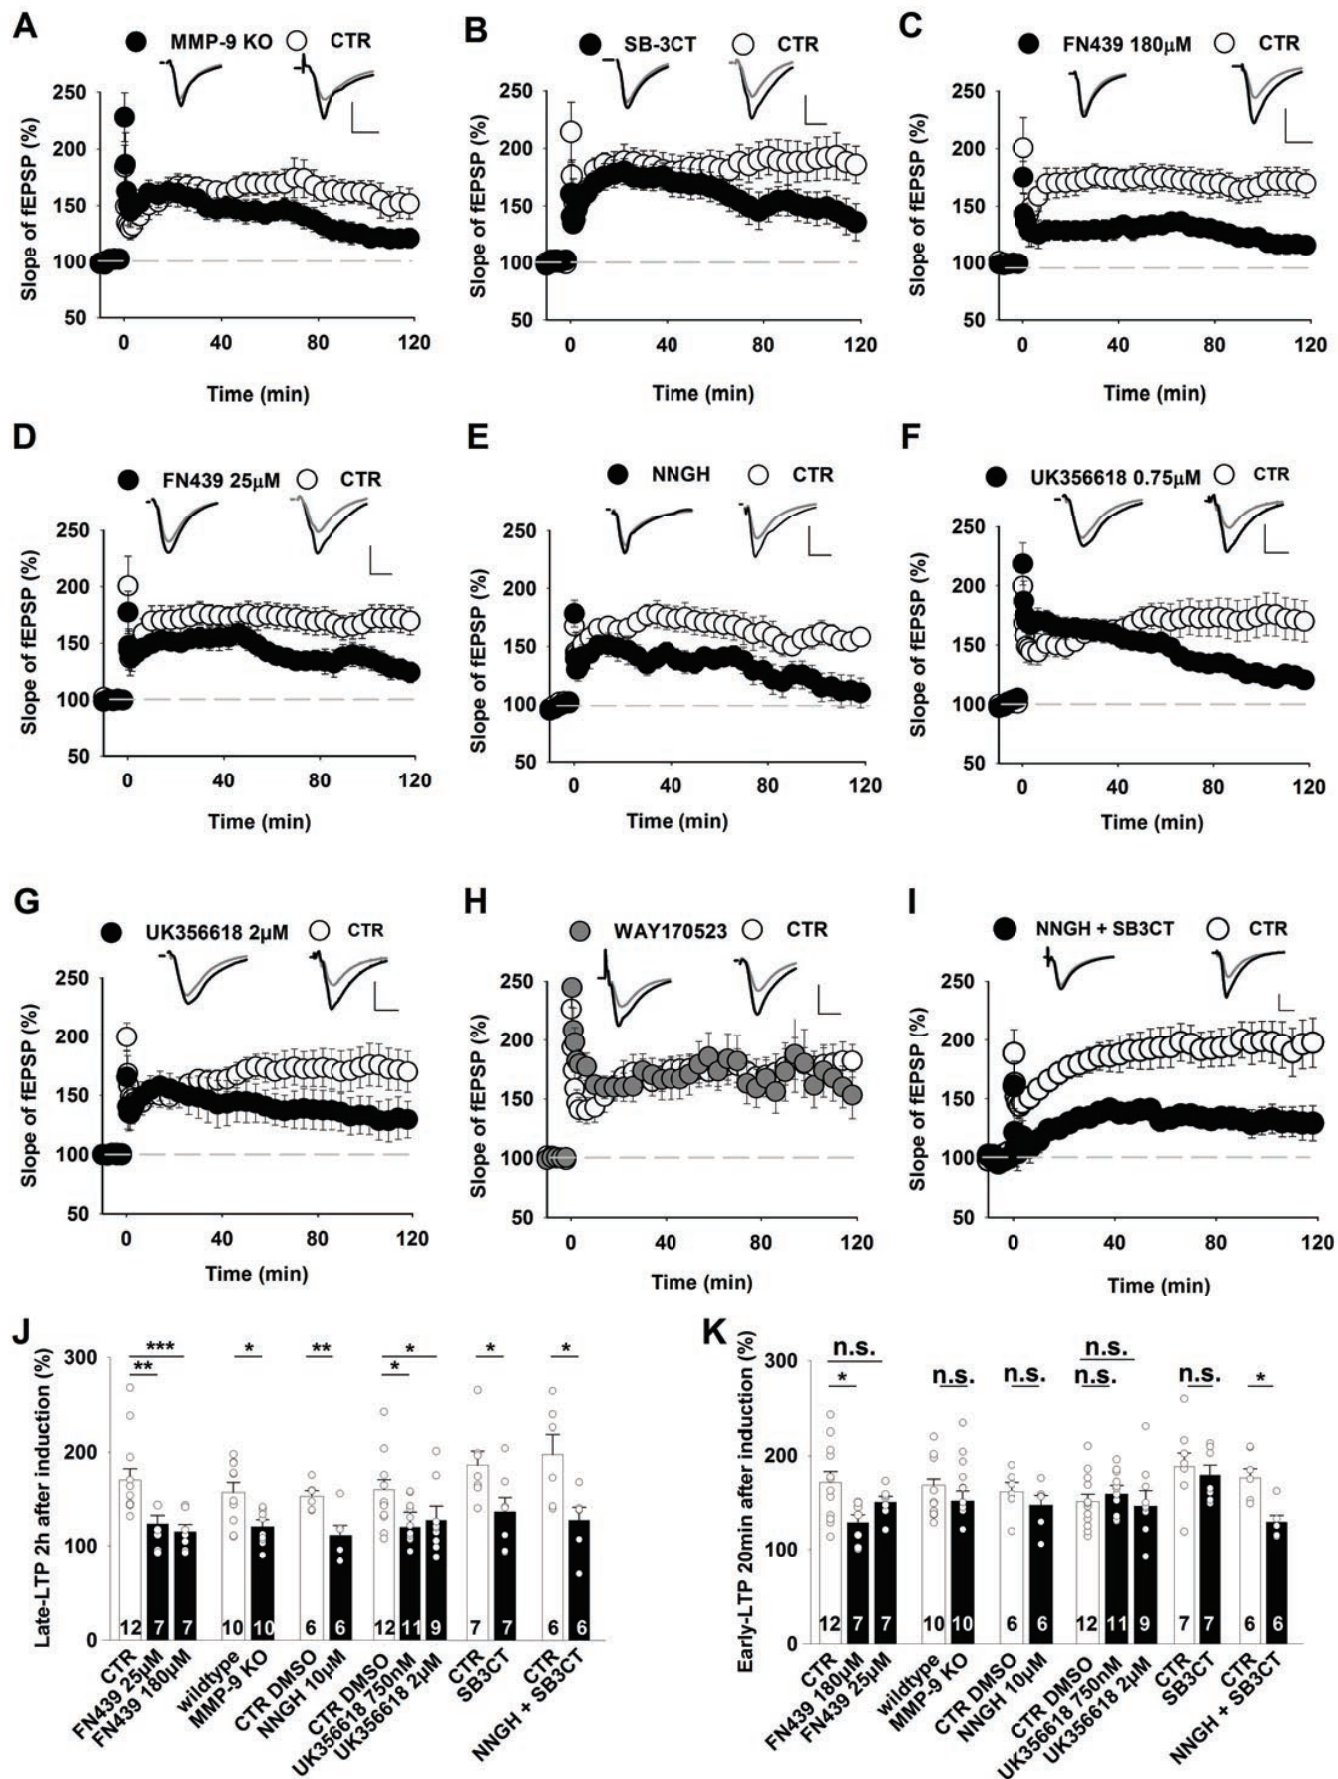 A
MMP-9 KO CTR
Slope of fEPSP (%)
250
200
150
100
50
0 40 80 120
Time (min)
B
SB-3CT CTR
Slope of fEPSP (%)
250
200
150
100
50
0 40 80 120
Time (min)
C
FN439 180µM CTR
Slope of fEPSP (%)
250
200
150
100
50
0 40 80 120
Time (min)
D
FN439 25µM CTR
Slope of fEPSP (%)
250
200
150
100
50
0 40 80 120
Time (min)
E
NNGH CTR
Slope of fEPSP (%)
250
200
150
100
50
0 40 80 120
Time (min)
F
UK356618 0.75µM CTR
Slope of fEPSP (%)
250
200
150
100
50
0 40 80 120
Time (min)
G
UK356618 2µM CTR
Slope of fEPSP (%)
250
200
150
100
50
0 40 80 120
Time (min)
H
WAY170523 CTR
Slope of fEPSP (%)
250
200
150
100
50
0 40 80 120
Time (min)
I
NNGH + SB3CT CTR
Slope of fEPSP (%)
250
200
150
100
50
0 40 80 120
Time (min)
J
Late-LTP 2h after induction (%)
300
200
100
0
*** * ** * * *
** *
12 7 7 10 10 6 6 12 11 9 7 7 6 6
CTR
FN439 25µM
FN439 180µM
wildtype
MMP-9 KO
CTR DMSO
NNGH 10µM
CTR DMSO
UK356618 750nM
UK356618 2µM
CTR
SB3CT
CTR
NNGH + SB3CT
K
Early-LTP 20min after induction (%)
300
200
100
0
n.s. n.s.
* n.s. n.s. n.s. n.s. *
12 7 7 10 10 6 6 12 11 9 7 7 6 6
CTR
FN439 180µM
FN439 25µM
wildtype
MMP-9 KO
CTR DMSO
NNGH 10µM
CTR DMSO
UK356618 750nM
UK356618 2µM
CTR
SB3CT
CTR
NNGH + SB3CT